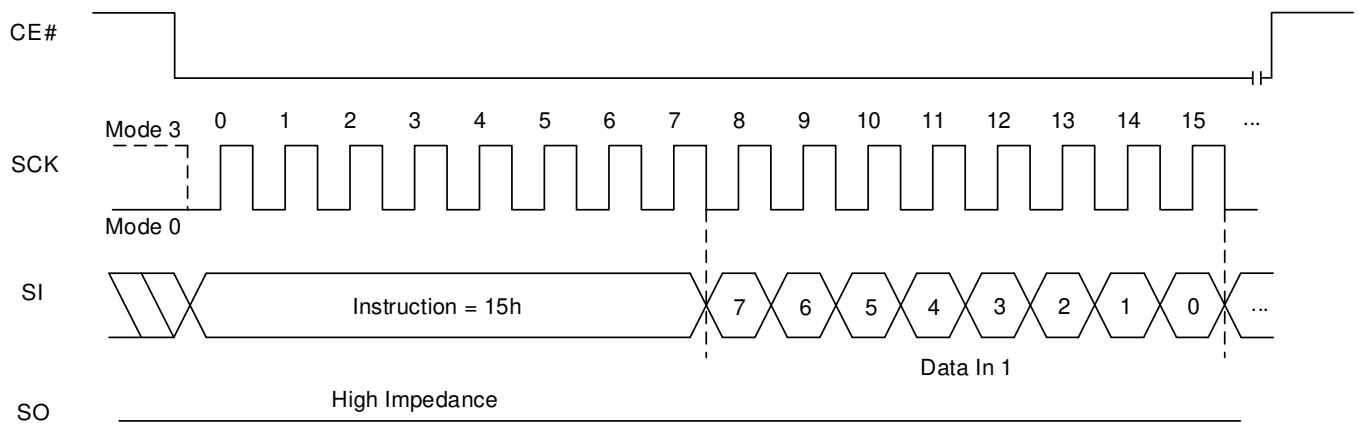 CE#
Mode 3 0 1 2 3 4 5 6 7 8 9 10 11 12 13 14 15 ...
SCK
Mode 0
SI Instruction = 15h 7 6 5 4 3 2 1 0 ...
Data In 1
High Impedance
SO